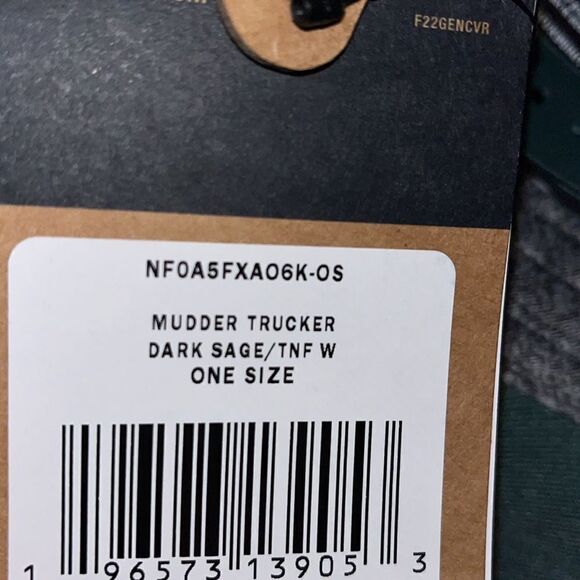 F22GENCVR
NF0A5FXA06K-OS
MUDDER TRUCKER
DARK SAGE/TNF W
ONE SIZE
1 96573 13905 3